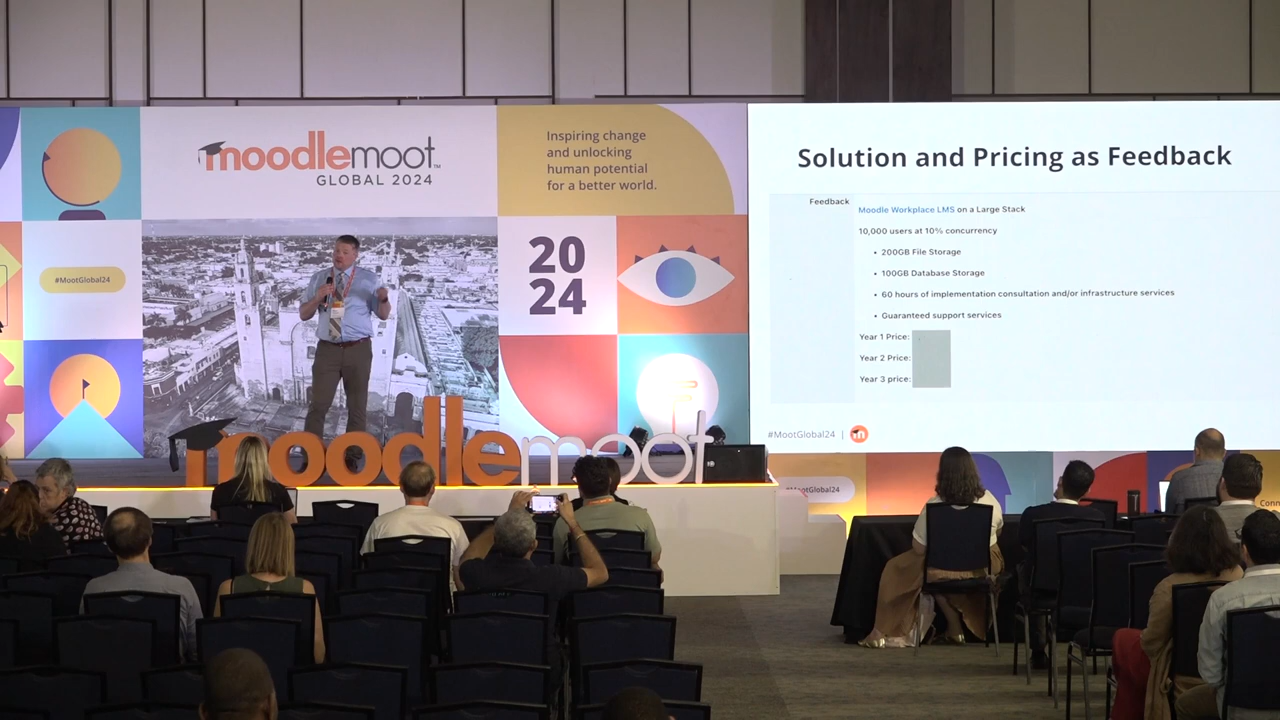 moodlemoot™
GLOBAL 2024
Inspiring change
and unlocking
human potential
for a better world.
#MootGlobal24
20
24
Solution and Pricing as Feedback
Feedback
Moodle Workplace LMS on a Large Stack
10,000 users at 10% concurrency
• 200GB File Storage
• 100GB Database Storage
• 60 hours of implementation consultation and/or infrastructure services
• Guaranteed support services
Year 1 Price:
Year 2 Price:
Year 3 price:
#MootGlobal24 | m
moodlemoot
#MootGlobal24
Conn